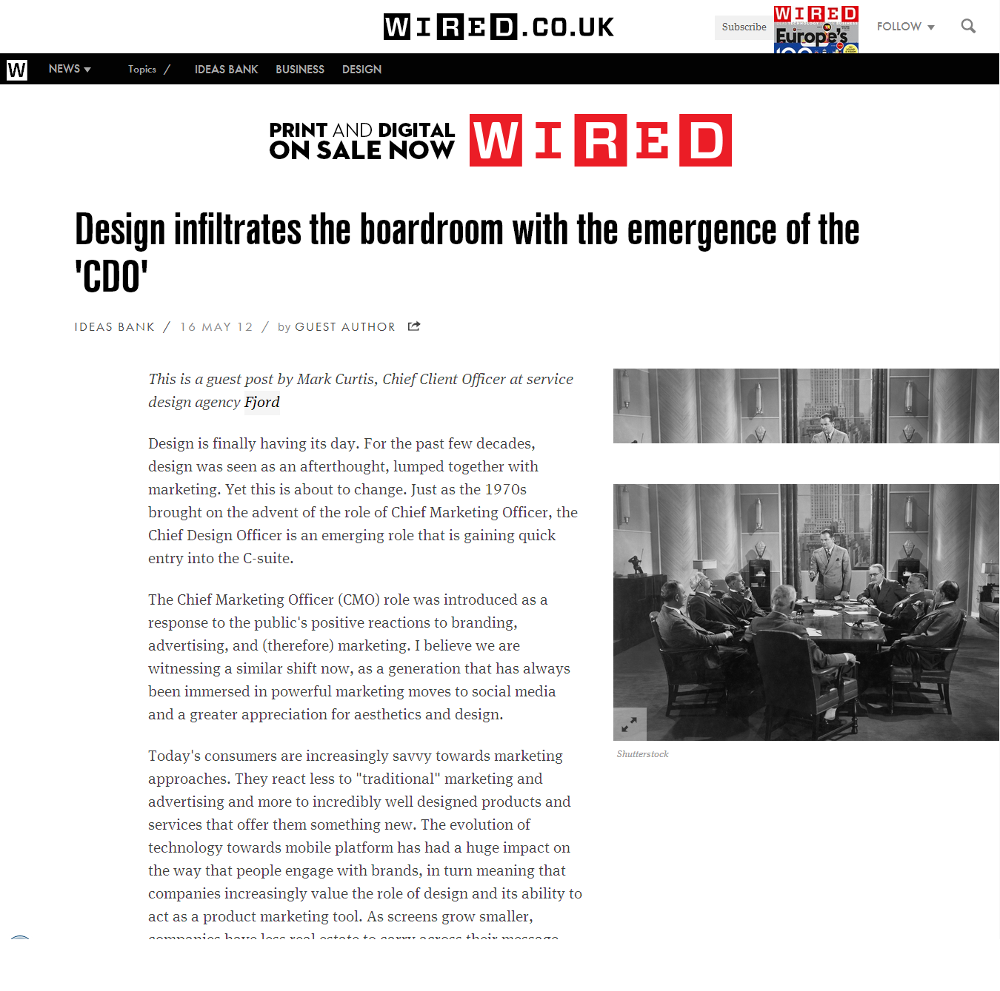 WIRED.CO.UK
Subscribe
WIRED
Europe's
100
FOLLOW
W
NEWS
Topics /
IDEAS BANK
BUSINESS
DESIGN
PRINT AND DIGITAL
ON SALE NOW
WIRED
Design infiltrates the boardroom with the emergence of the
'CDO'
IDEAS BANK / 16 MAY 12 / by GUEST AUTHOR
This is a guest post by Mark Curtis, Chief Client Officer at service
design agency Fjord
Design is finally having its day. For the past few decades,
design was seen as an afterthought, lumped together with
marketing. Yet this is about to change. Just as the 1970s
brought on the advent of the role of Chief Marketing Officer, the
Chief Design Officer is an emerging role that is gaining quick
entry into the C-suite.
The Chief Marketing Officer (CMO) role was introduced as a
response to the public's positive reactions to branding,
advertising, and (therefore) marketing. I believe we are
witnessing a similar shift now, as a generation that has always
been immersed in powerful marketing moves to social media
and a greater appreciation for aesthetics and design.
Today's consumers are increasingly savvy towards marketing
approaches. They react less to "traditional" marketing and
advertising and more to incredibly well designed products and
services that offer them something new. The evolution of
technology towards mobile platform has had a huge impact on
the way that people engage with brands, in turn meaning that
companies increasingly value the role of design and its ability to
act as a product marketing tool. As screens grow smaller,
companies have less real estate to carry across their message
Shutterstock